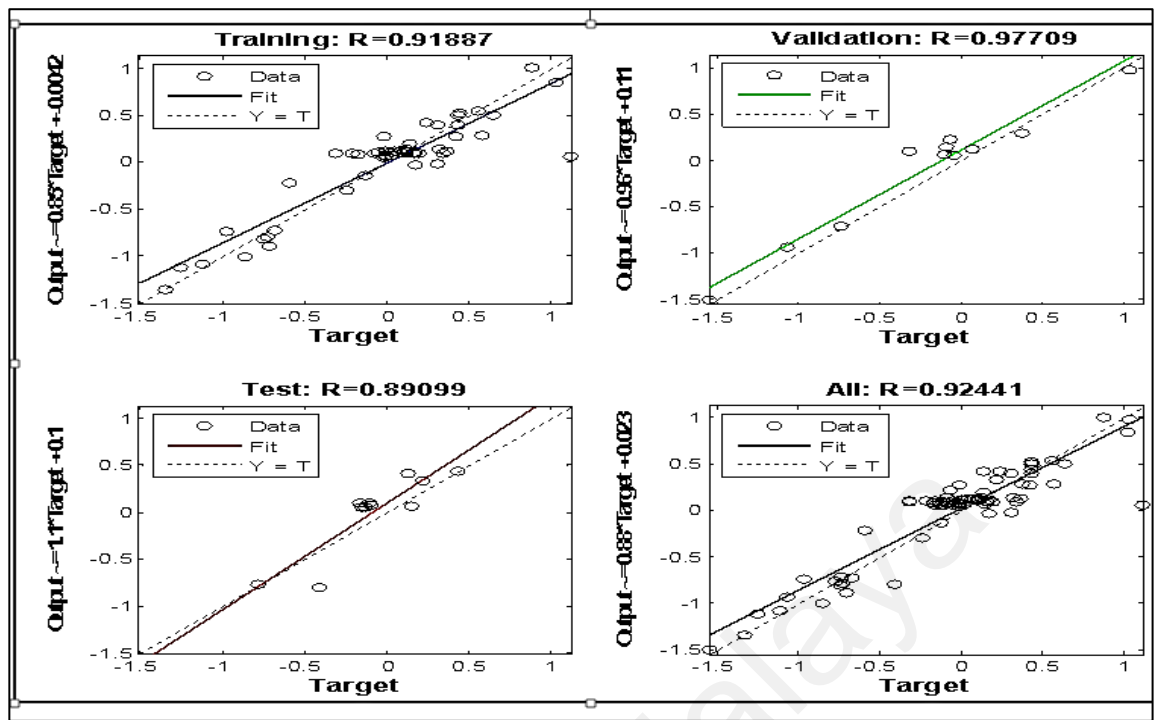 Training: R=0.91887
Output ~= 0.85*Target + -0.0042
1
0.5
0
-0.5
-1
-1.5
Data
Fit
Y = T
-1.5 -1 -0.5 0 0.5 1
Target
Validation: R=0.97709
Output ~= 0.96*Target + 0.11
1
0.5
0
-0.5
-1
-1.5
Data
Fit
Y = T
-1.5 -1 -0.5 0 0.5 1
Target
Test: R=0.89099
Output ~= 1.1*Target + 0.1
1
0.5
0
-0.5
-1
-1.5
Data
Fit
Y = T
-1.5 -1 -0.5 0 0.5 1
Target
All: R=0.92441
Output ~= 0.88*Target + 0.023
1
0.5
0
-0.5
-1
-1.5
Data
Fit
Y = T
-1.5 -1 -0.5 0 0.5 1
Target
alaya